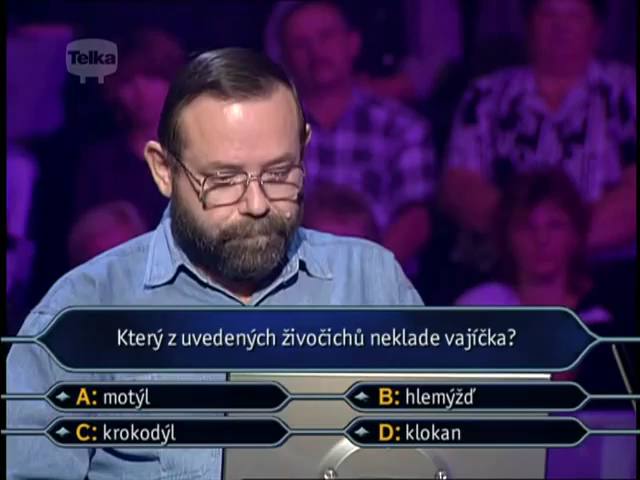 Telka
Který z uvedených živočichů neklade vajíčka?
A: motýl
B: hlemýžď
C: krokodýl
D: klokan